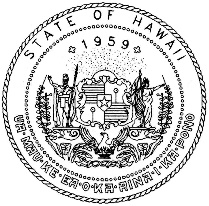 STATE OF HAWAII
1959
UA MAU KE EA O KA AINA I KA PONO